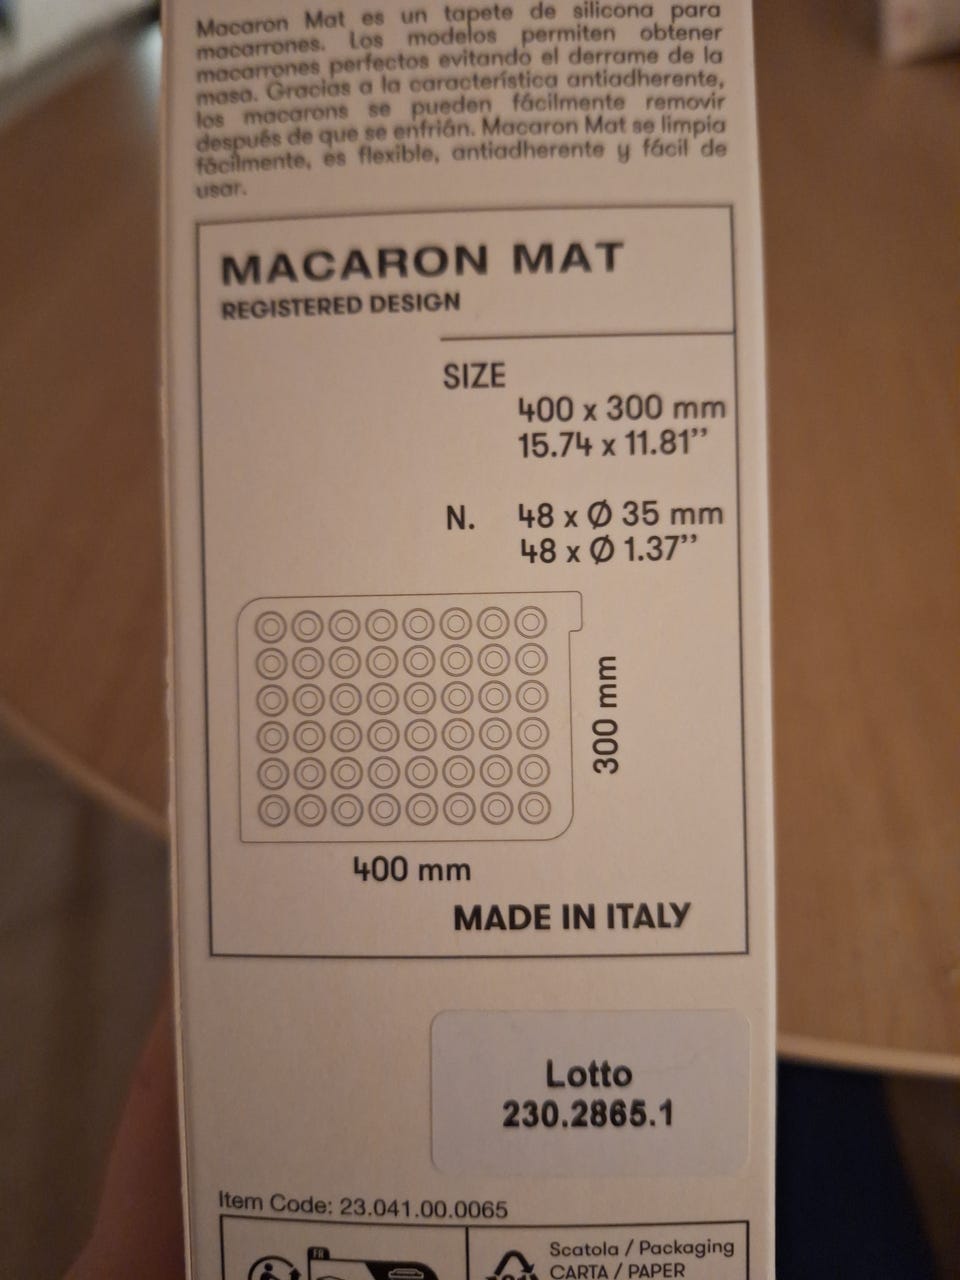 Macaron Mat es un tapete de silicona para
macarrones. Los modelos permiten obtener
macarrones perfectos evitando el derrame de la
masa. Gracias a la característica antiadherente,
los macarons se pueden fácilmente remover
después de que se enfrián. Macaron Mat se limpia
fácilmente, es flexible, antiadherente y fácil de
usar.
MACARON MAT
REGISTERED DESIGN
SIZE
400 x 300 mm
15.74 x 11.81’’
N. 48 x Ø 35 mm
48 x Ø 1.37’’
300 mm
400 mm
MADE IN ITALY
Lotto
230.2865.1
Item Code: 23.041.00.0065
FR
Scatola / Packaging
CARTA / PAPER